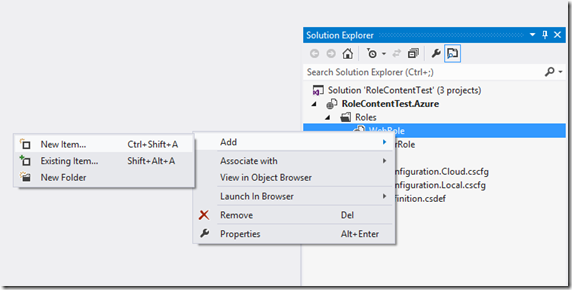 Solution Explorer
Search Solution Explorer (Ctrl+;)
Solution 'RoleContentTest' (3 projects)
RoleContentTest.Azure
Roles
WebRole
rRole
nfiguration.Cloud.cscfg
nfiguration.Local.cscfg
finition.csdef
Add
Associate with
View in Object Browser
Launch In Browser
Remove Del
Properties Alt+Enter
New Item... Ctrl+Shift+A
Existing Item... Shift+Alt+A
New Folder